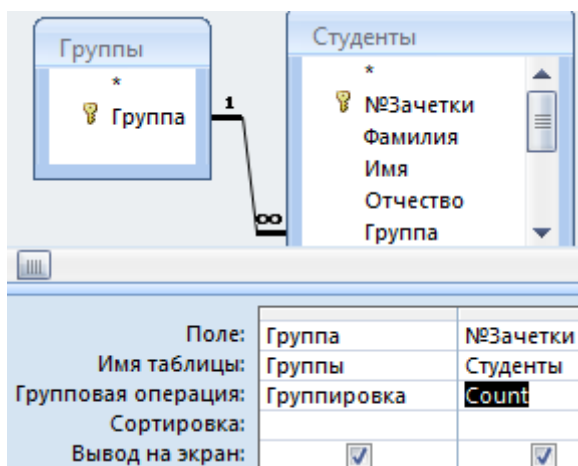 Группы
*
Группа
1
∞
Студенты
*
№Зачетки
Фамилия
Имя
Отчество
Группа
Поле: Группа №Зачетки
Имя таблицы: Группы Студенты
Групповая операция: Группировка Count
Сортировка:
Вывод на экран: